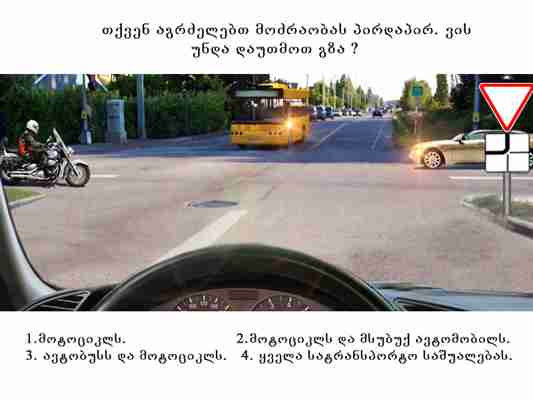 თქვენ აგრძელებთ მოძრაობას პირდაპირ. ვის
უნდა დაუთმოთ გზა ?
1.მოტოციკლს. 2.მოტოციკლს და მსუბუქ ავტომობილს.
3. ავტობუსს და მოტოციკლს. 4. ყველა სატრანსპორტო საშუალებას.